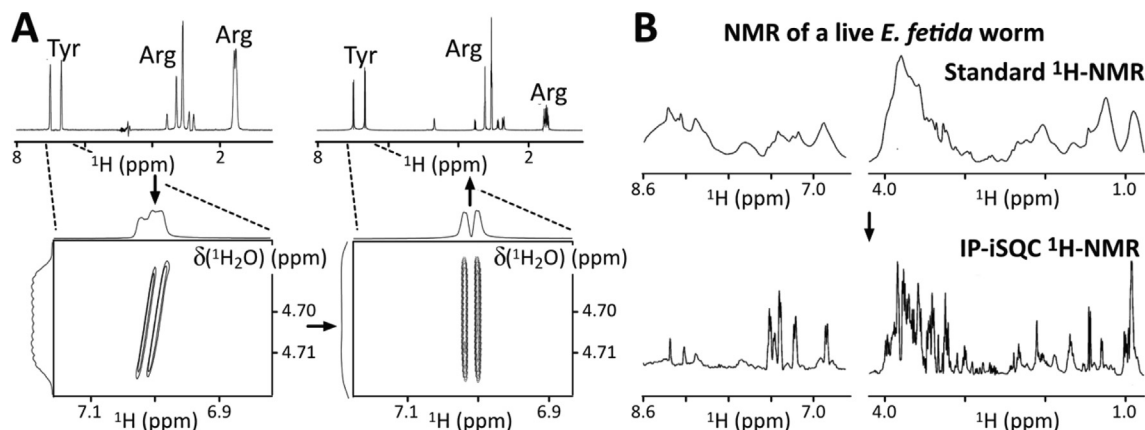 A
Tyr
Arg
Arg
8
¹H (ppm)
2
Tyr
Arg
Arg
8
¹H (ppm)
2
δ(¹H₂O) (ppm)
4.70
4.71
7.1
¹H (ppm)
6.9
δ(¹H₂O) (ppm)
4.70
4.71
7.1
¹H (ppm)
6.9
B
NMR of a live E. fetida worm
Standard ¹H-NMR
8.6
¹H (ppm)
7.0
4.0
¹H (ppm)
1.0
IP-iSQC ¹H-NMR
8.6
¹H (ppm)
7.0
4.0
¹H (ppm)
1.0